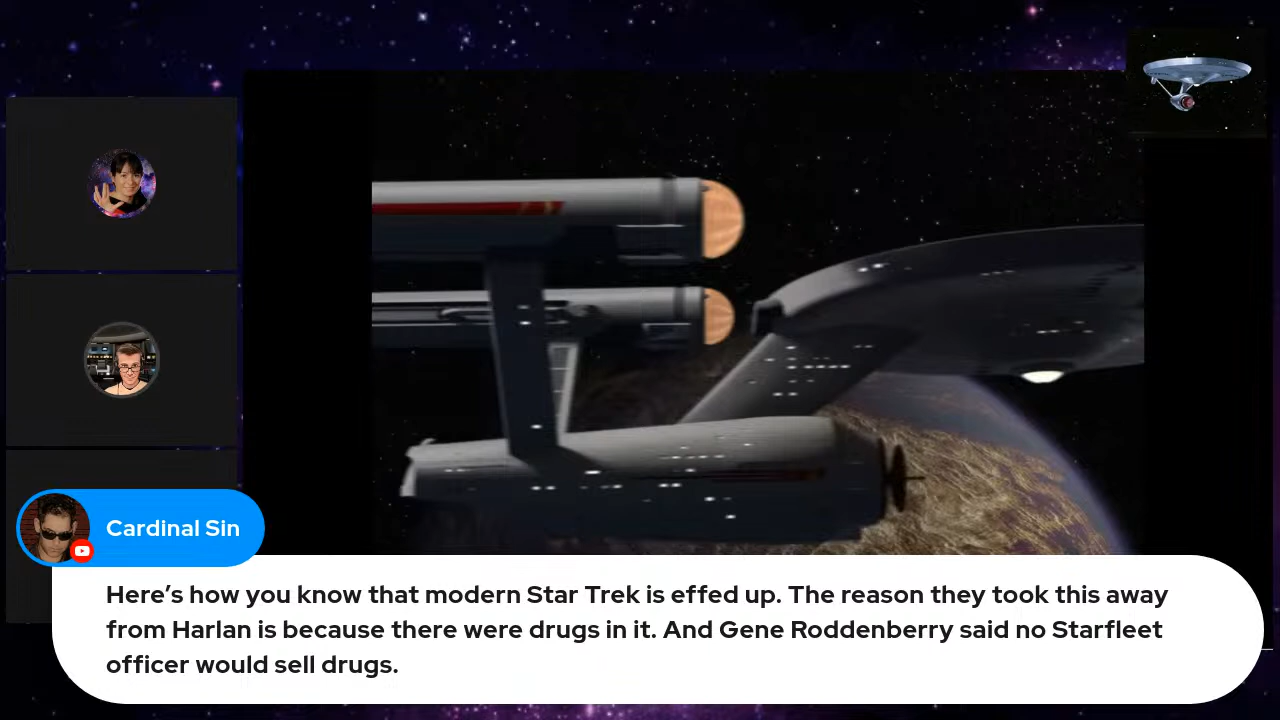 Cardinal Sin
Here’s how you know that modern Star Trek is effed up. The reason they took this away
from Harlan is because there were drugs in it. And Gene Roddenberry said no Starfleet
officer would sell drugs.